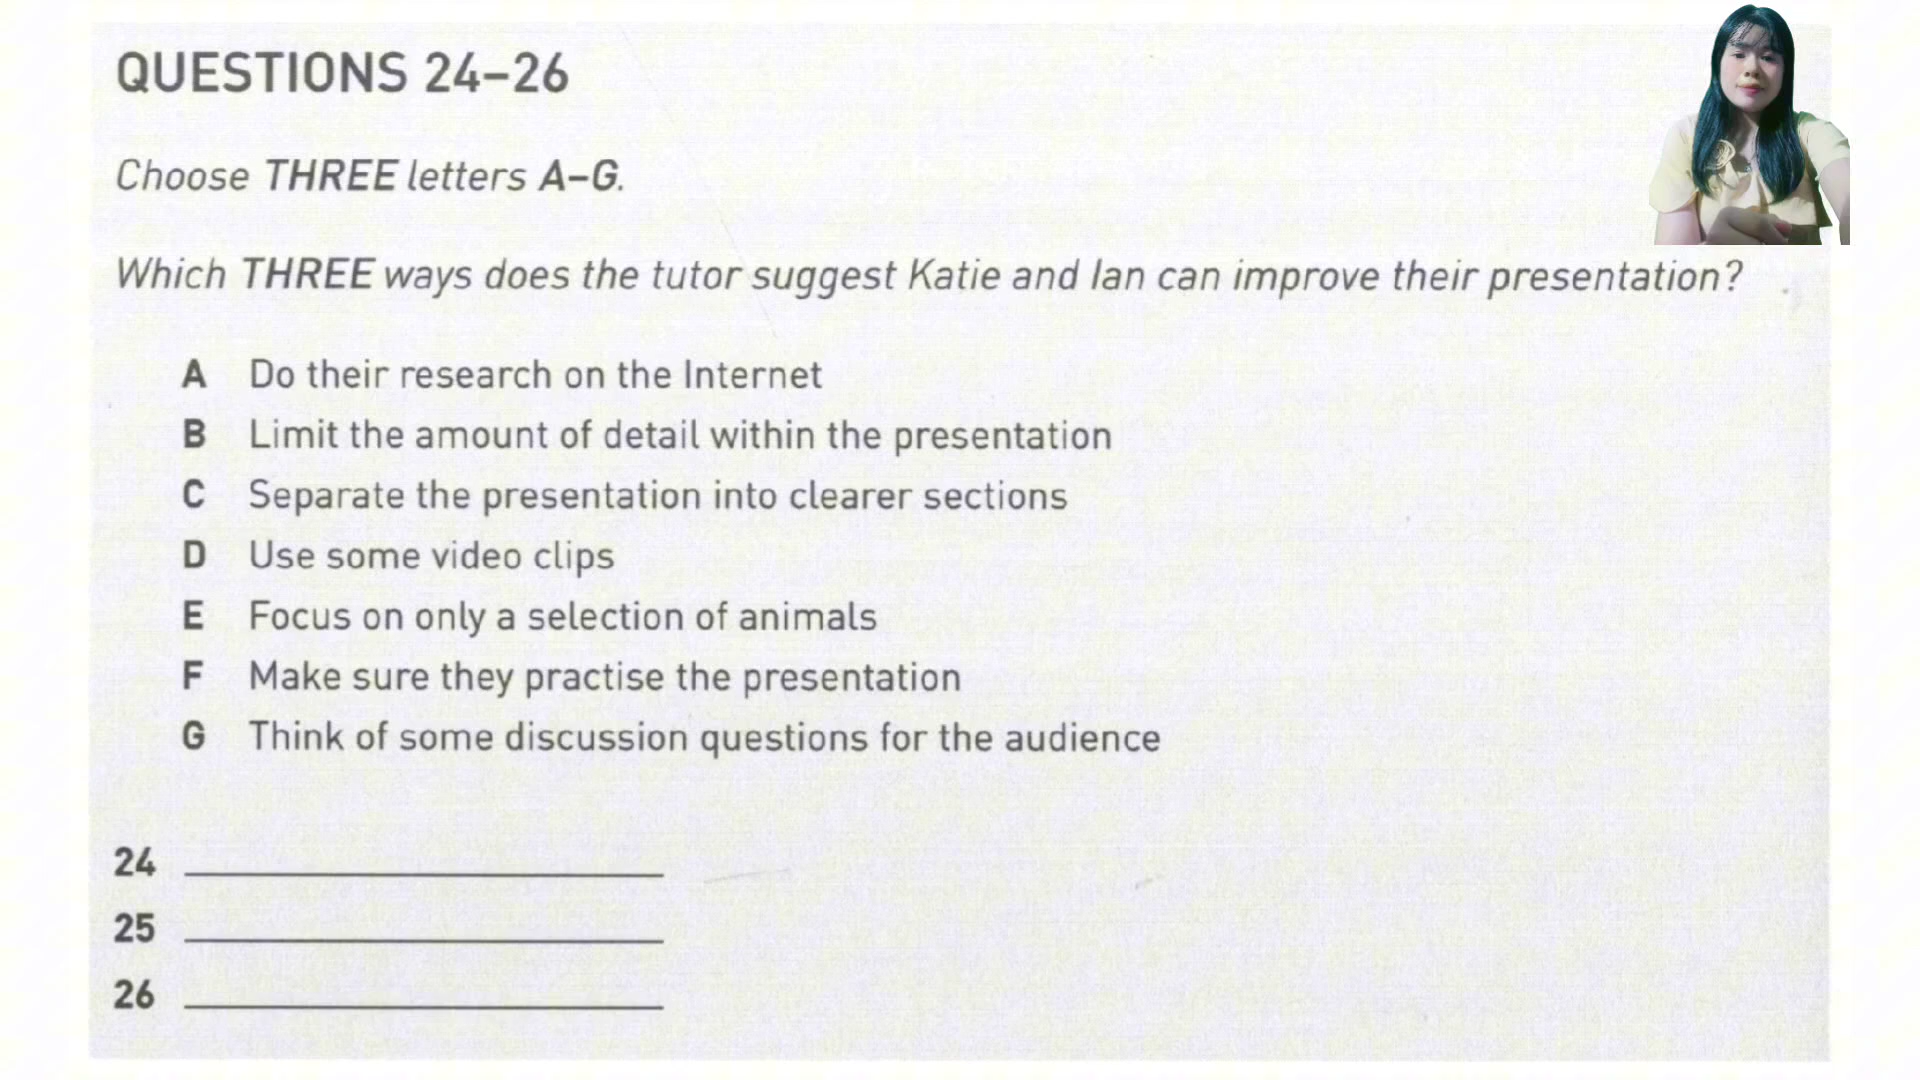 QUESTIONS 24–26
Choose THREE letters A–G.
Which THREE ways does the tutor suggest Katie and Ian can improve their presentation?
A Do their research on the Internet
B Limit the amount of detail within the presentation
C Separate the presentation into clearer sections
D Use some video clips
E Focus on only a selection of animals
F Make sure they practise the presentation
G Think of some discussion questions for the audience
24
25
26